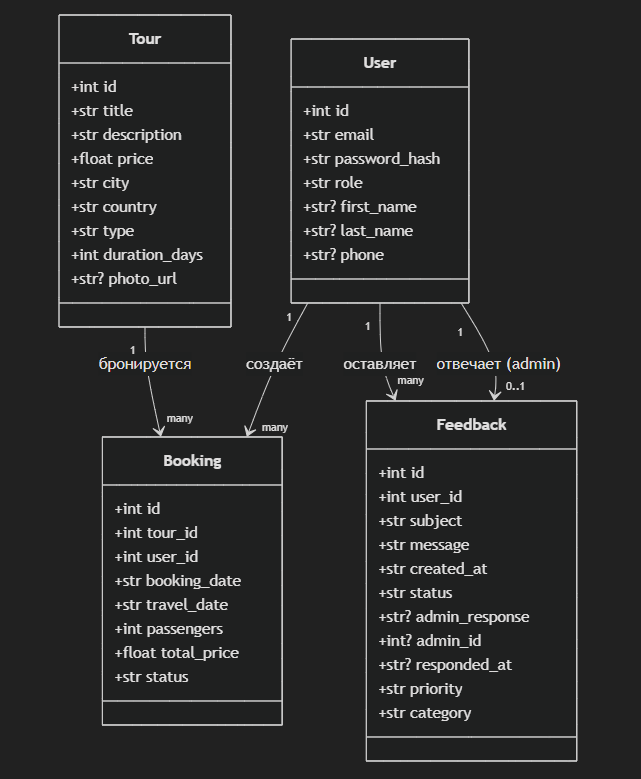 Tour
+int id
+str title
+str description
+float price
+str city
+str country
+str type
+int duration_days
+str? photo_url
User
+int id
+str email
+str password_hash
+str role
+str? first_name
+str? last_name
+str? phone
1
1
1
1
бронируется
создаёт
оставляет
отвечает (admin)
many
many
many
0..1
Booking
+int id
+int tour_id
+int user_id
+str booking_date
+str travel_date
+int passengers
+float total_price
+str status
Feedback
+int id
+int user_id
+str subject
+str message
+str created_at
+str status
+str? admin_response
+int? admin_id
+str? responded_at
+str priority
+str category